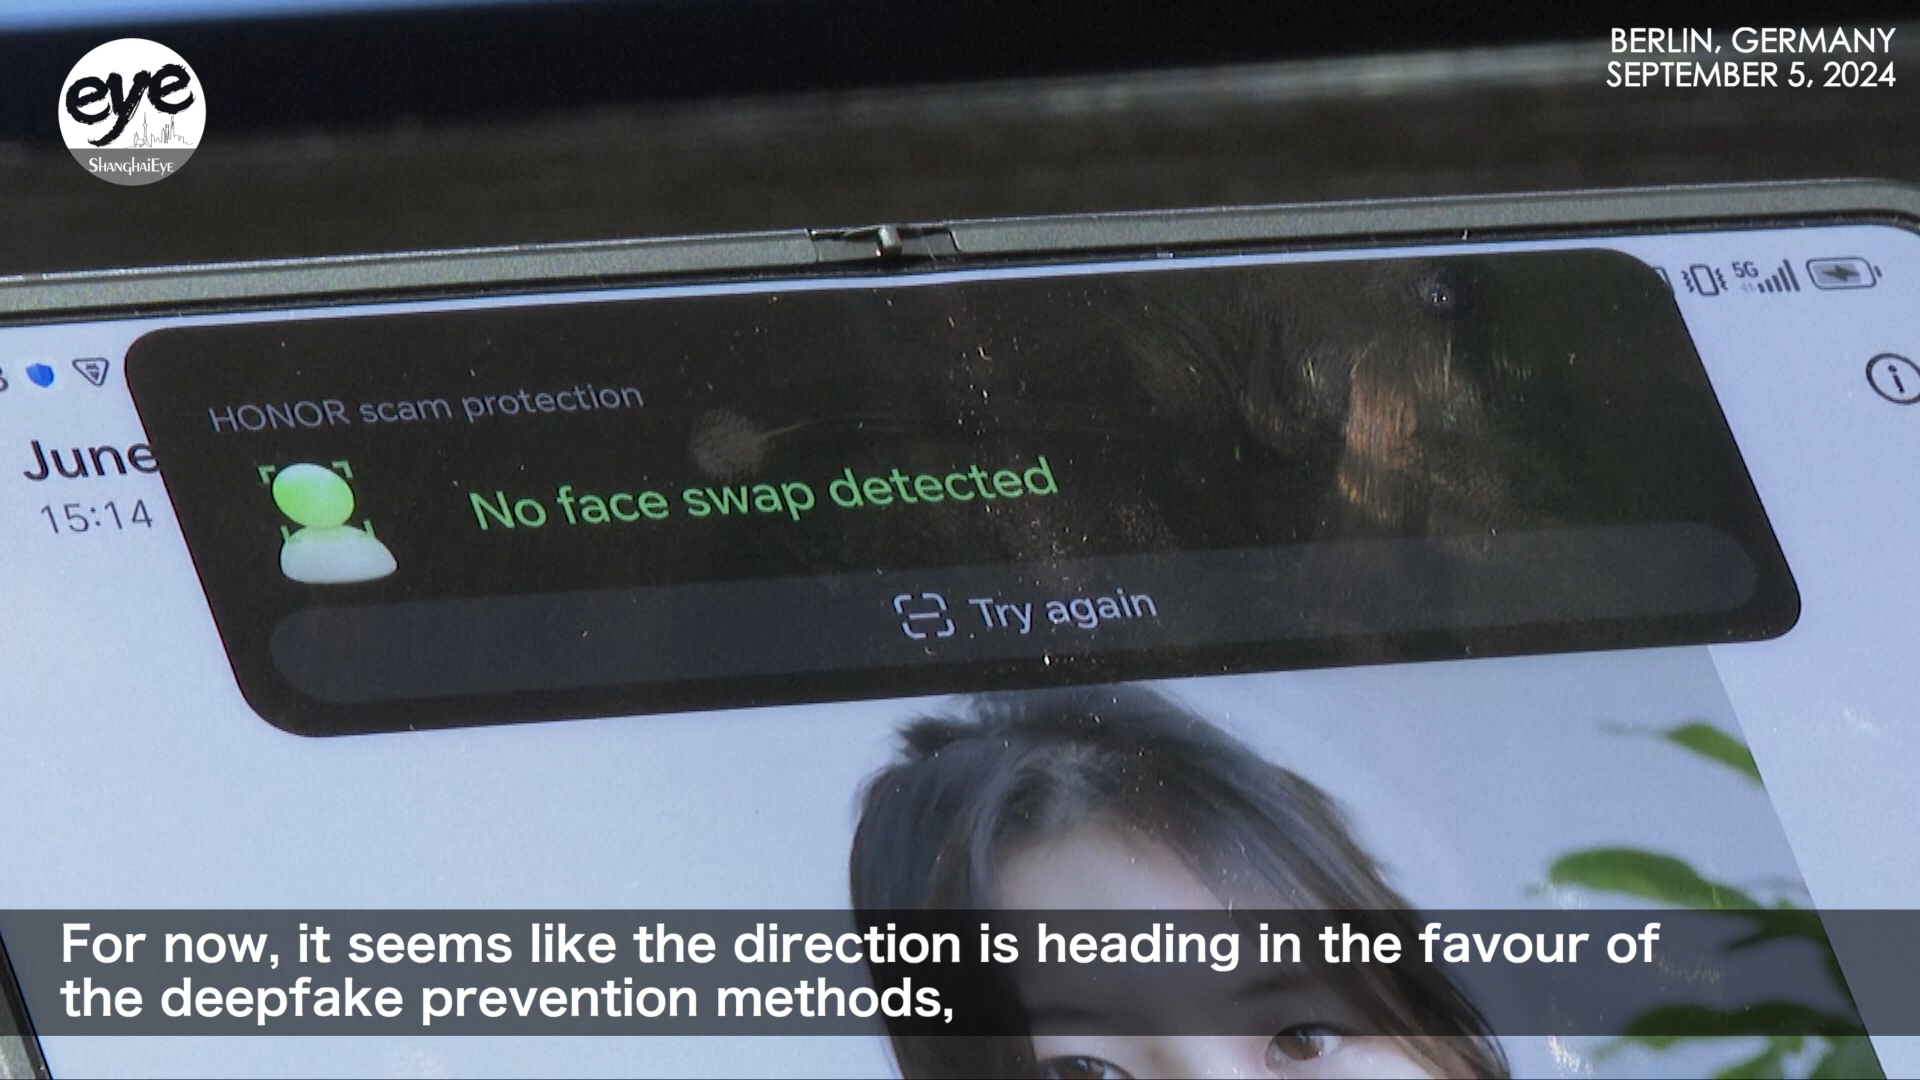 eye
SHANGHAIEYE
BERLIN, GERMANY
SEPTEMBER 5, 2024
5G
HONOR scam protection
June
15:14
No face swap detected
Try again
For now, it seems like the direction is heading in the favour of
the deepfake prevention methods,